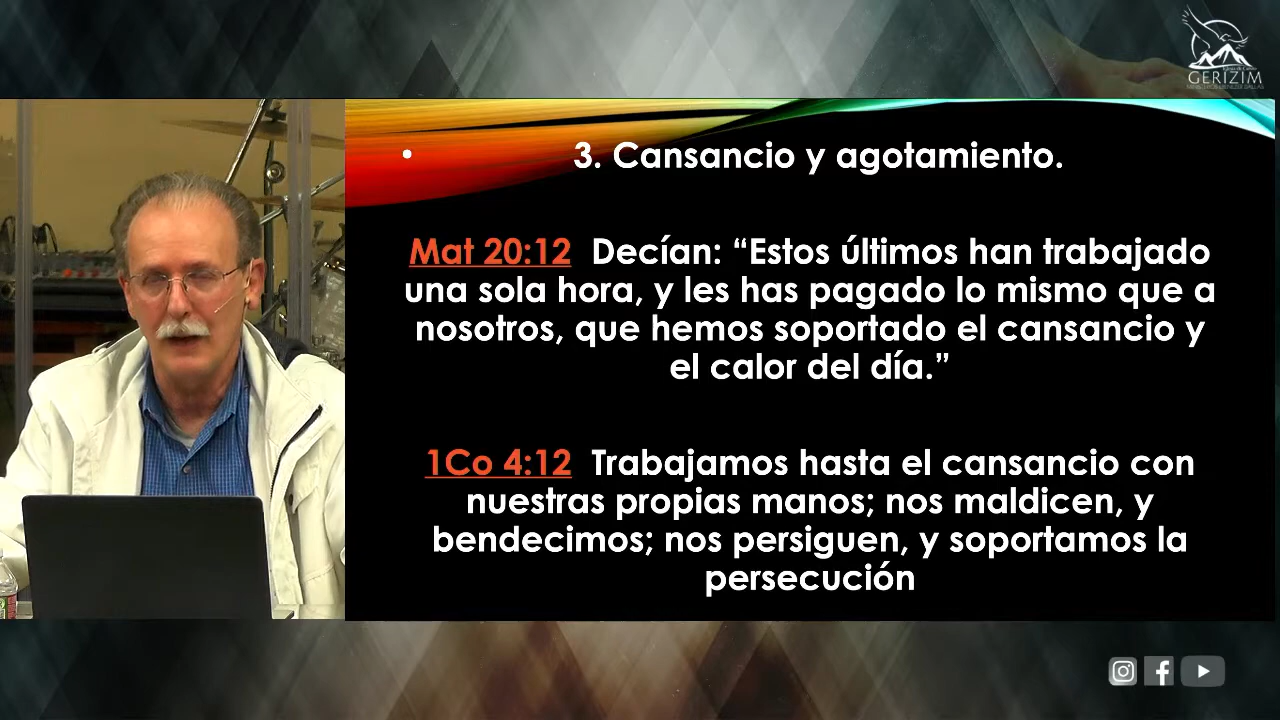 GERIZIM
3. Cansancio y agotamiento.
Mat 20:12 Decían: “Estos últimos han trabajado
una sola hora, y les has pagado lo mismo que a
nosotros, que hemos soportado el cansancio y
el calor del día.”
1Co 4:12 Trabajamos hasta el cansancio con
nuestras propias manos; nos maldicen, y
bendecimos; nos persiguen, y soportamos la
persecución